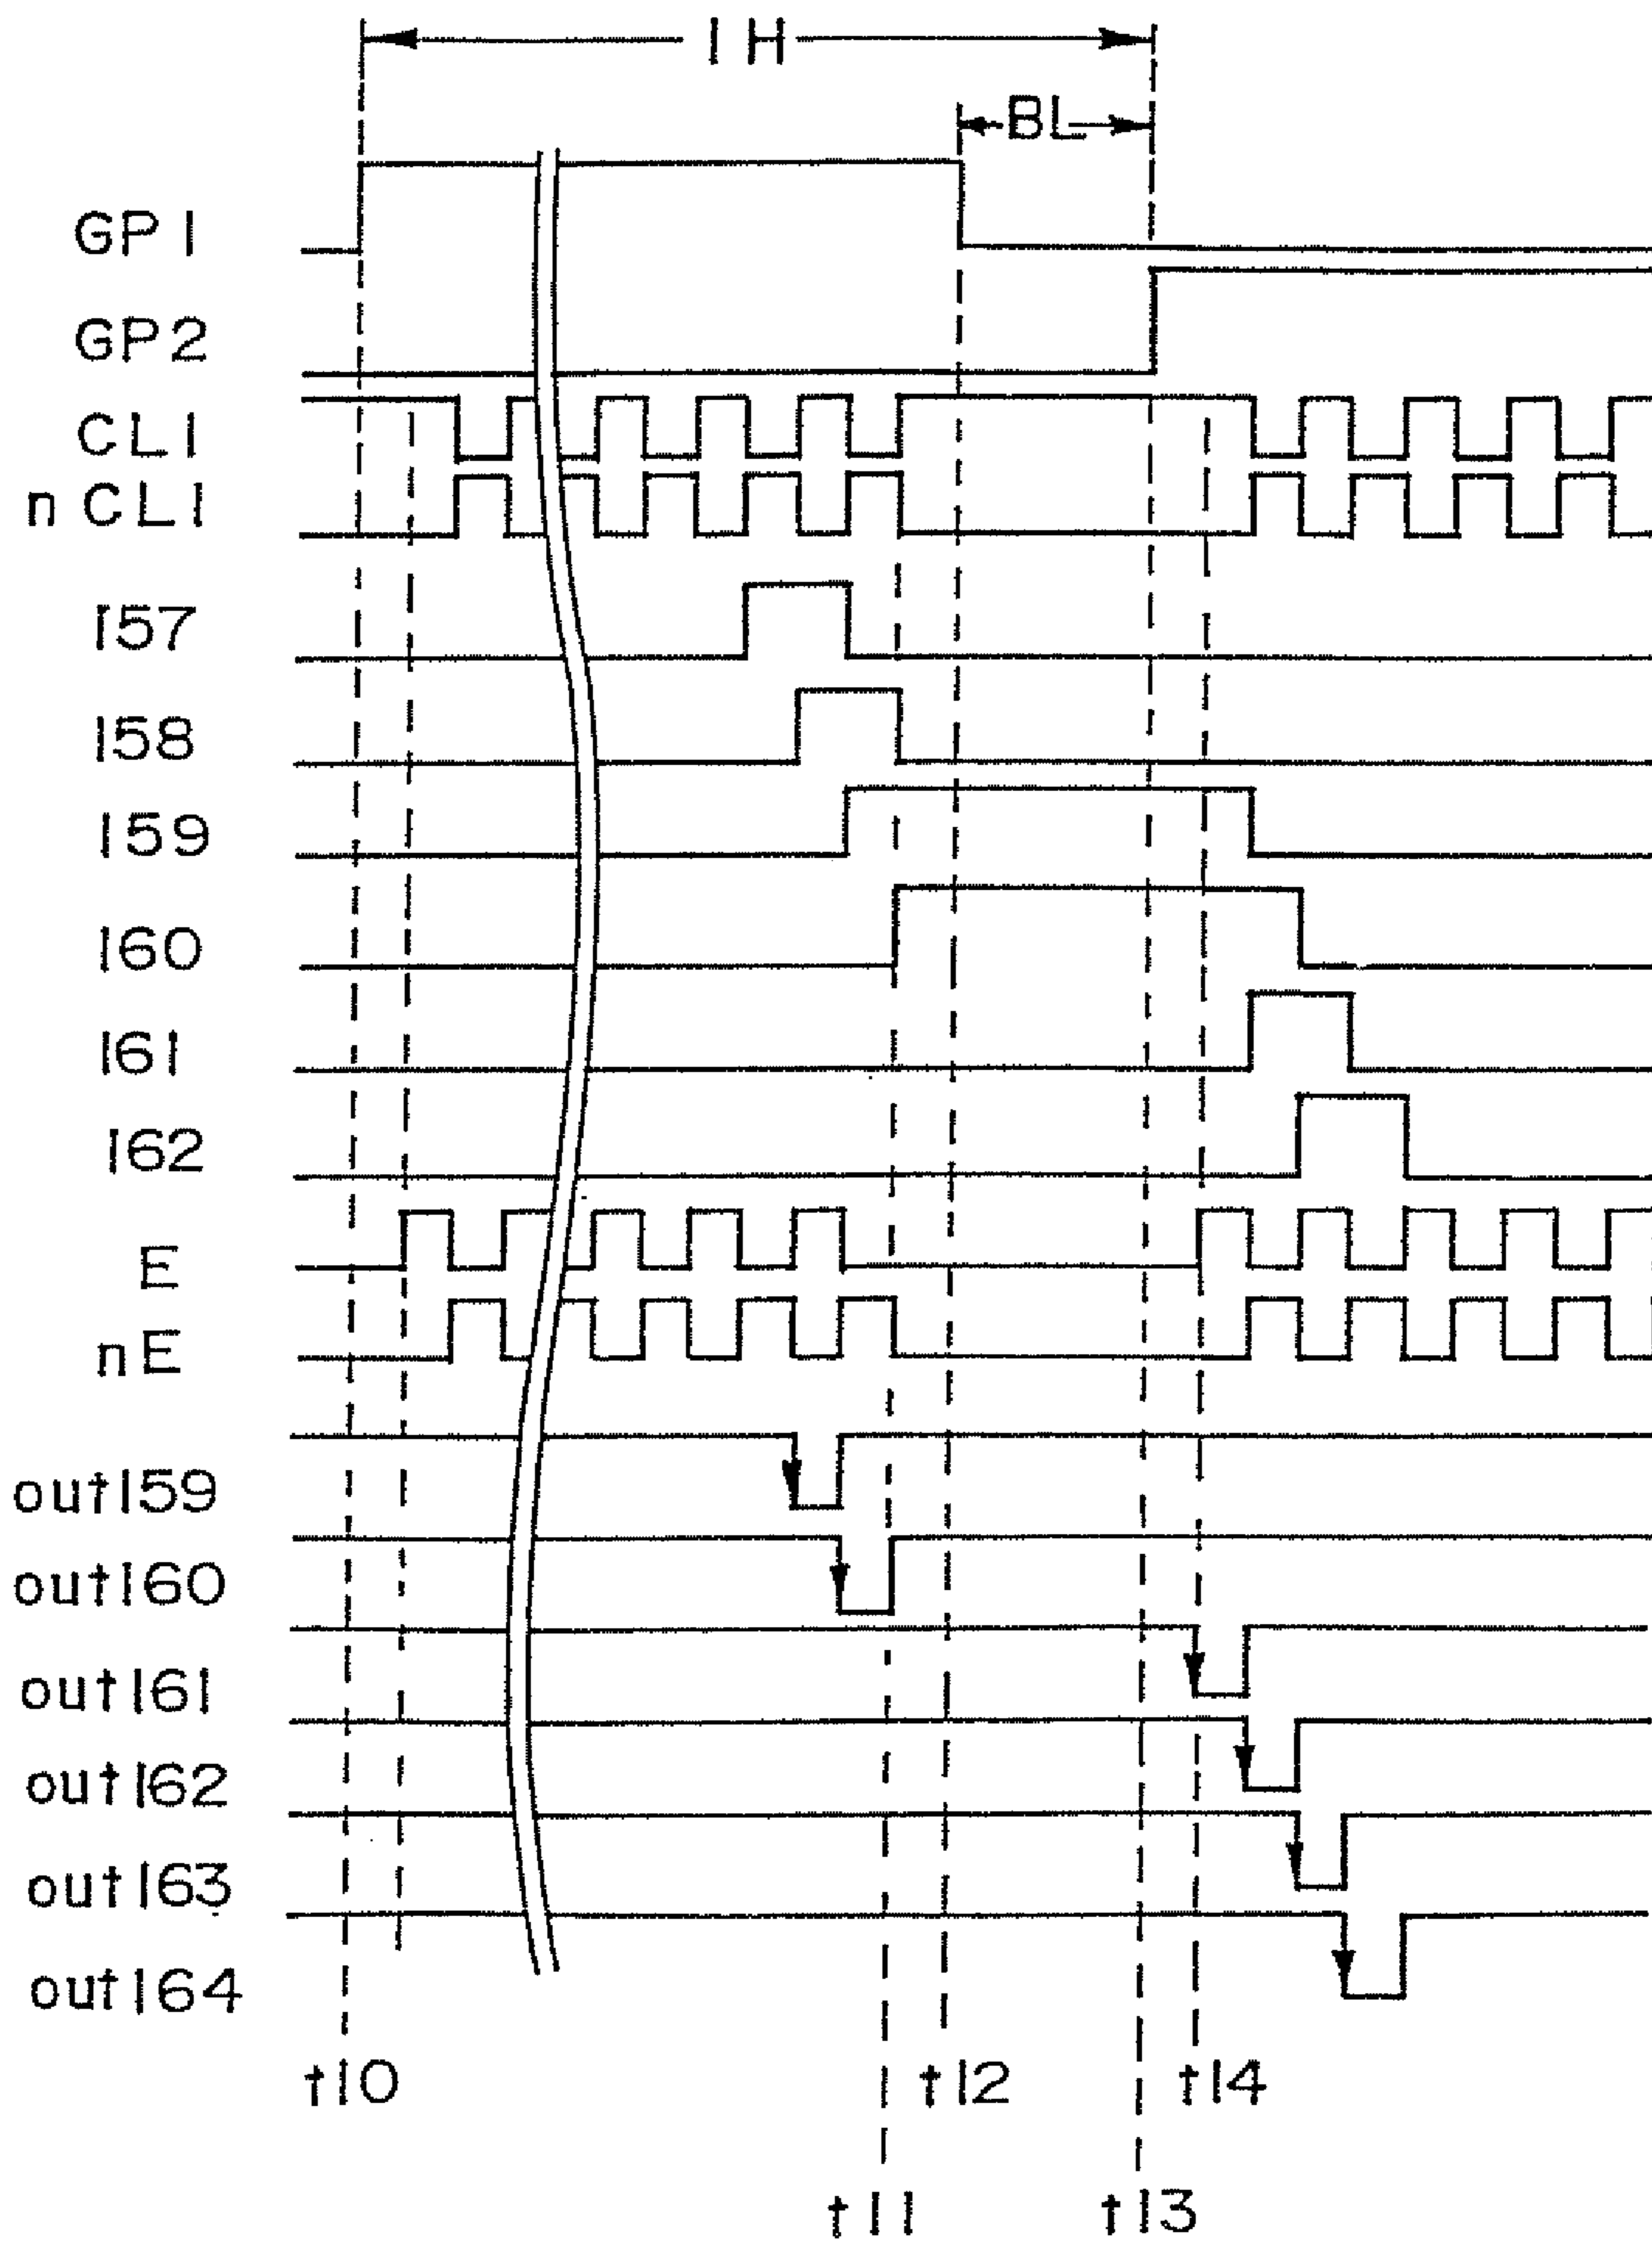 1H
BL
GP1
GP2
CL1
nCL1
157
158
159
160
161
162
E
nE
out159
out160
out161
out162
out163
out164
t10
t12
t14
t11
t13